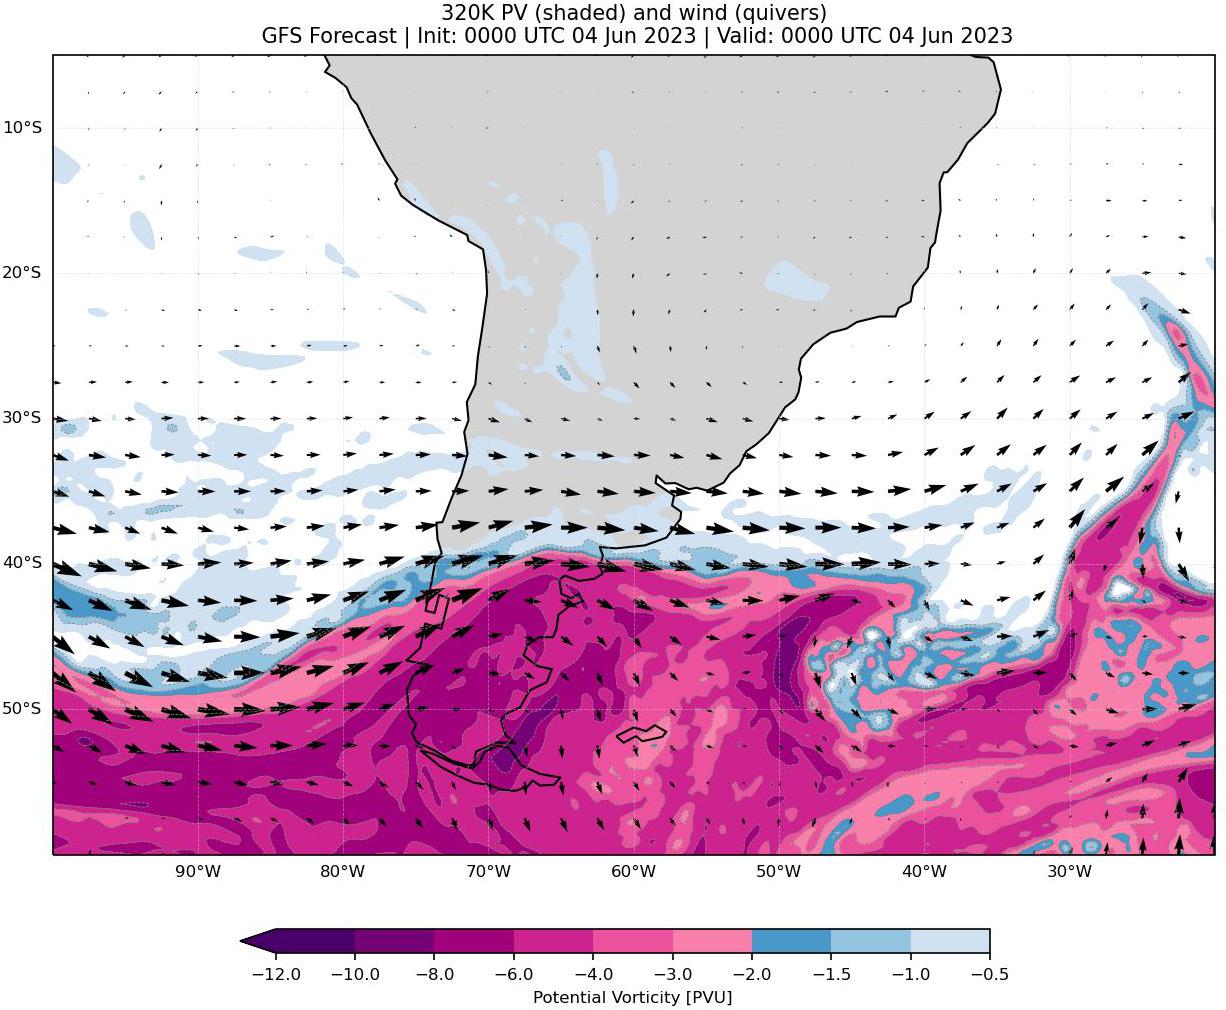 320K PV (shaded) and wind (quivers)
GFS Forecast | Init: 0000 UTC 04 Jun 2023 | Valid: 0000 UTC 04 Jun 2023
10°S
20°S
30°S
40°S
50°S
90°W 80°W 70°W 60°W 50°W 40°W 30°W
−12.0 −10.0 −8.0 −6.0 −4.0 −3.0 −2.0 −1.5 −1.0 −0.5
Potential Vorticity [PVU]